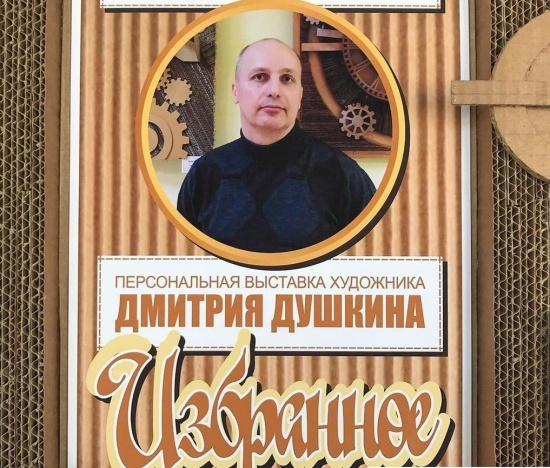 ПЕРСОНАЛЬНАЯ ВЫСТАВКА ХУДОЖНИКА
ДМИТРИЯ ДУШКИНА
Избранное